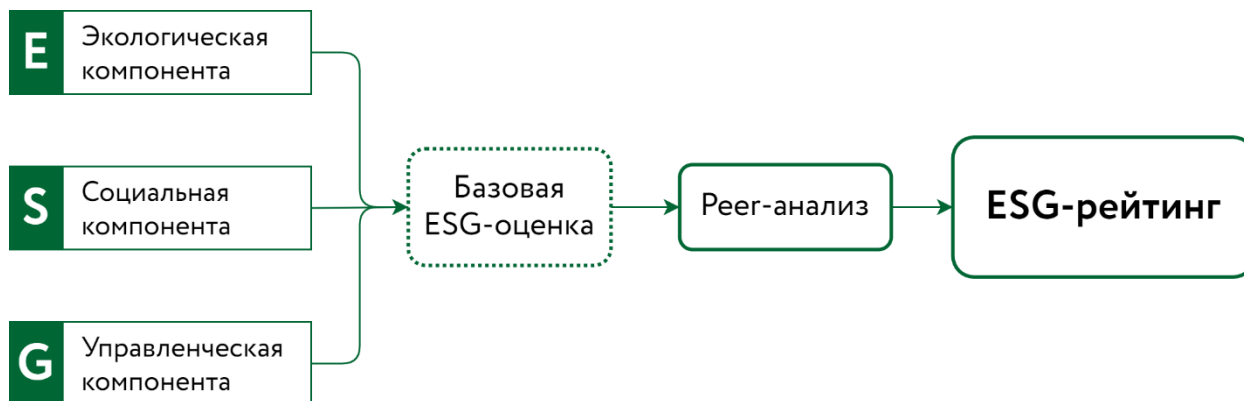 E
Экологическая
компонента
S
Социальная
компонента
G
Управленческая
компонента
Базовая
ESG-оценка
Peer-анализ
ESG-рейтинг